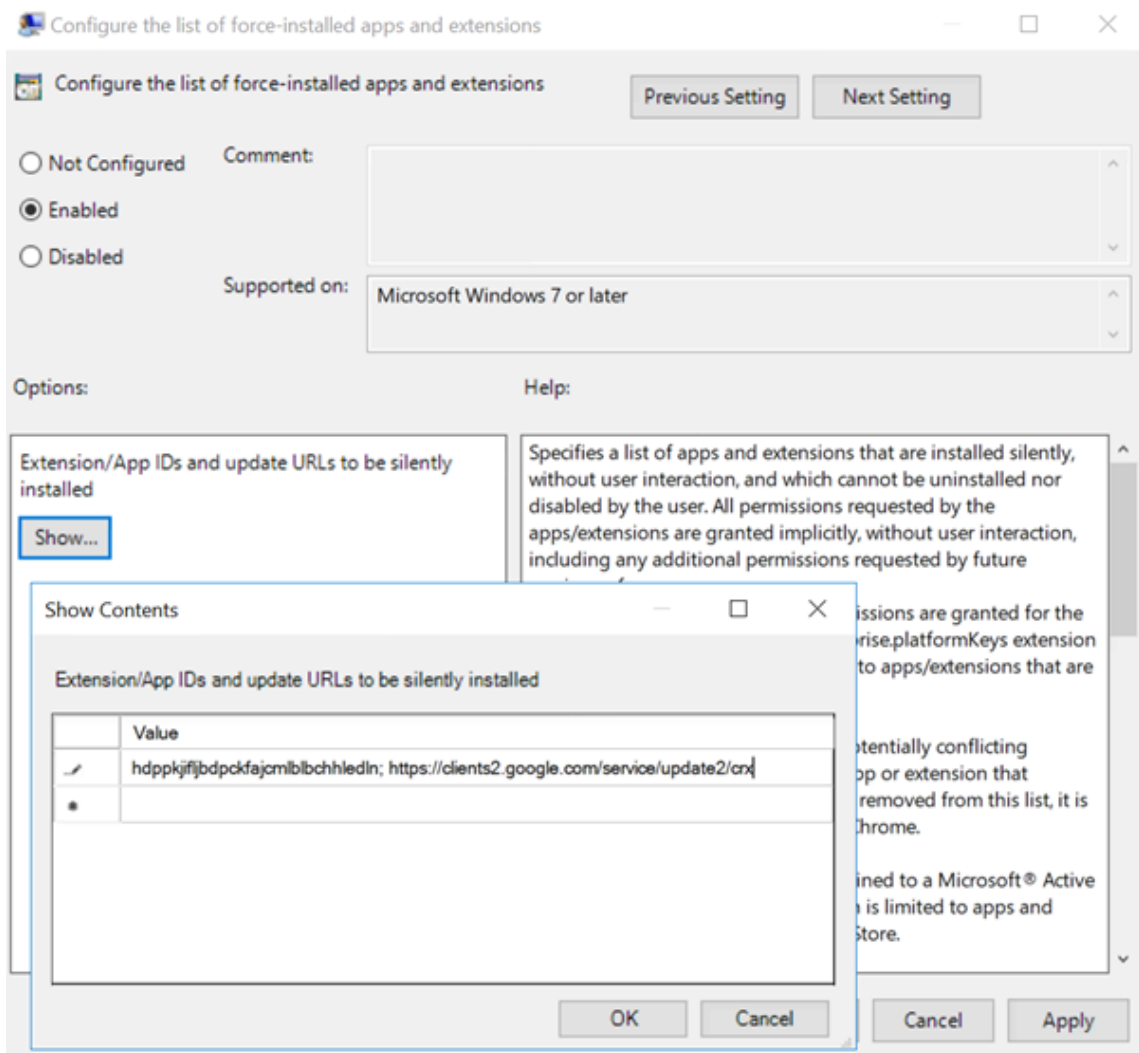 Configure the list of force-installed apps and extensions
Configure the list of force-installed apps and extensions
Previous Setting
Next Setting
Not Configured
Comment:
Enabled
Disabled
Supported on:
Microsoft Windows 7 or later
Options:
Help:
Extension/App IDs and update URLs to be silently
installed
Show...
Specifies a list of apps and extensions that are installed silently,
without user interaction, and which cannot be uninstalled nor
disabled by the user. All permissions requested by the
apps/extensions are granted implicitly, without user interaction,
including any additional permissions requested by future
issions are granted for the
rise.platformKeys extension
to apps/extensions that are
otentially conflicting
pp or extension that
removed from this list, it is
Chrome.
ined to a Microsoft® Active
is limited to apps and
Store.
Show Contents
Extension/App IDs and update URLs to be silently installed
Value
hdppkjifljbdpckfajcmlblbchhledln; https://clients2.google.com/service/update2/crx
OK
Cancel
Cancel
Apply